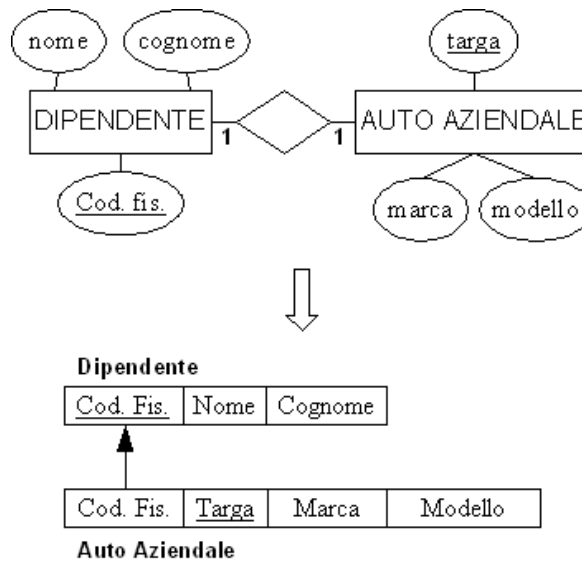 nome
cognome
targa
DIPENDENTE
1
1
AUTO AZIENDALE
Cod. fis.
marca
modello
Dipendente
Cod. Fis. Nome Cognome
Cod. Fis. Targa Marca Modello
Auto Aziendale